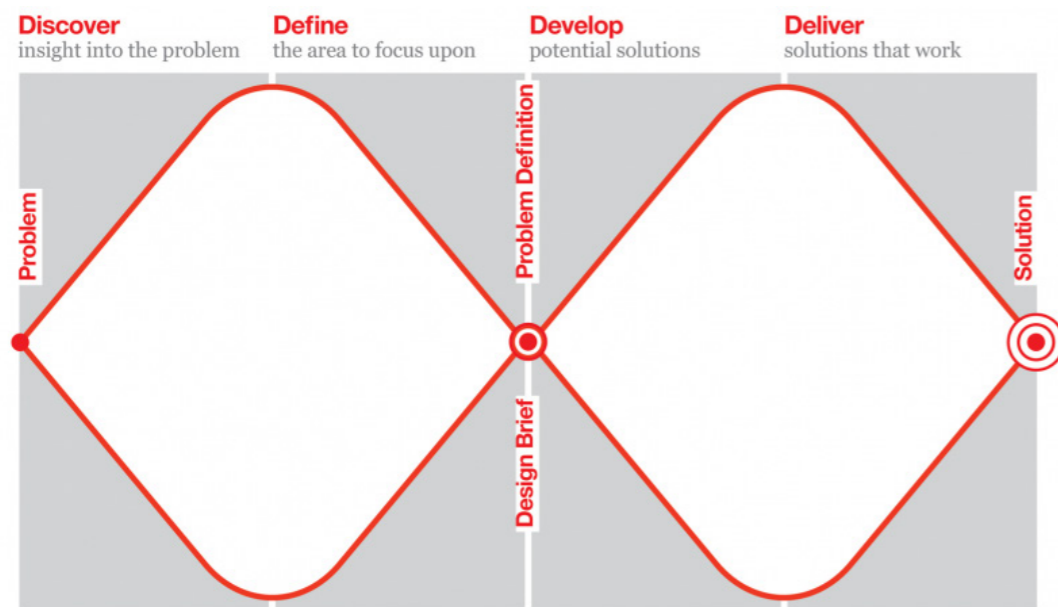 Discover
insight into the problem
Define
the area to focus upon
Develop
potential solutions
Deliver
solutions that work
Problem
Problem Definition
Design Brief
Solution